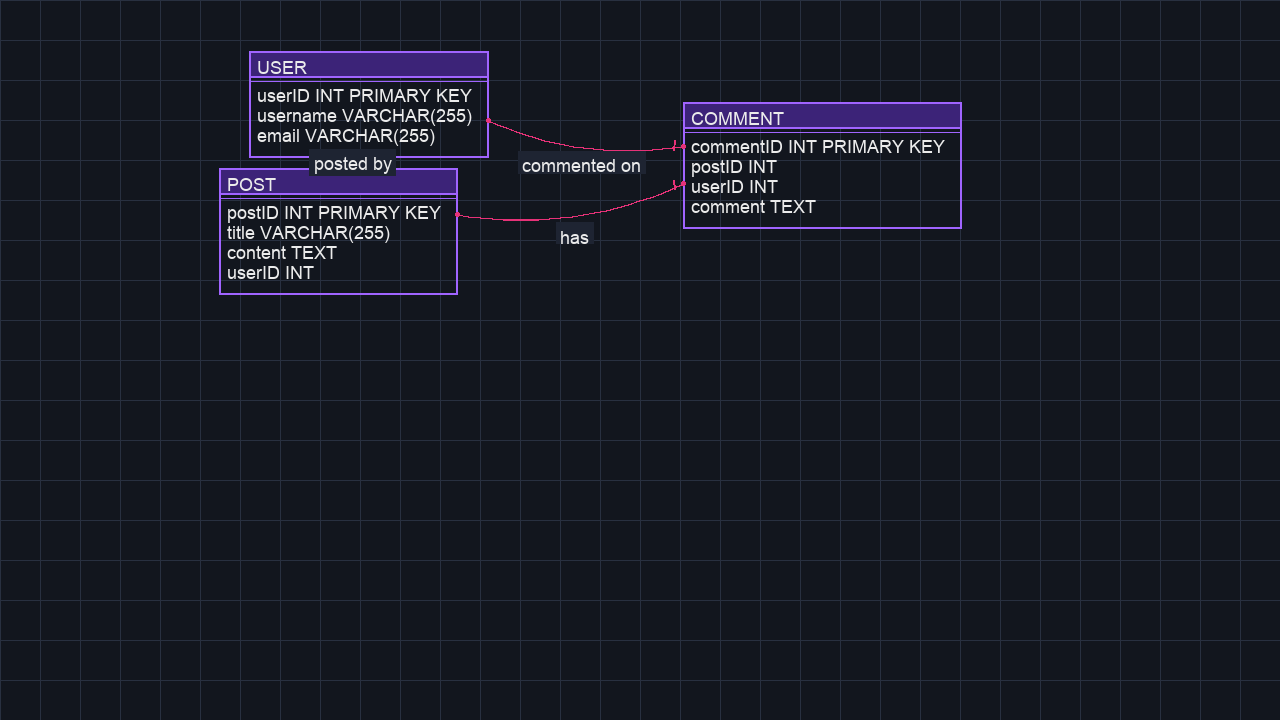 USER
userID INT PRIMARY KEY
username VARCHAR(255)
email VARCHAR(255)
posted by
POST
postID INT PRIMARY KEY
title VARCHAR(255)
content TEXT
userID INT
commented on
has
COMMENT
commentID INT PRIMARY KEY
postID INT
userID INT
comment TEXT